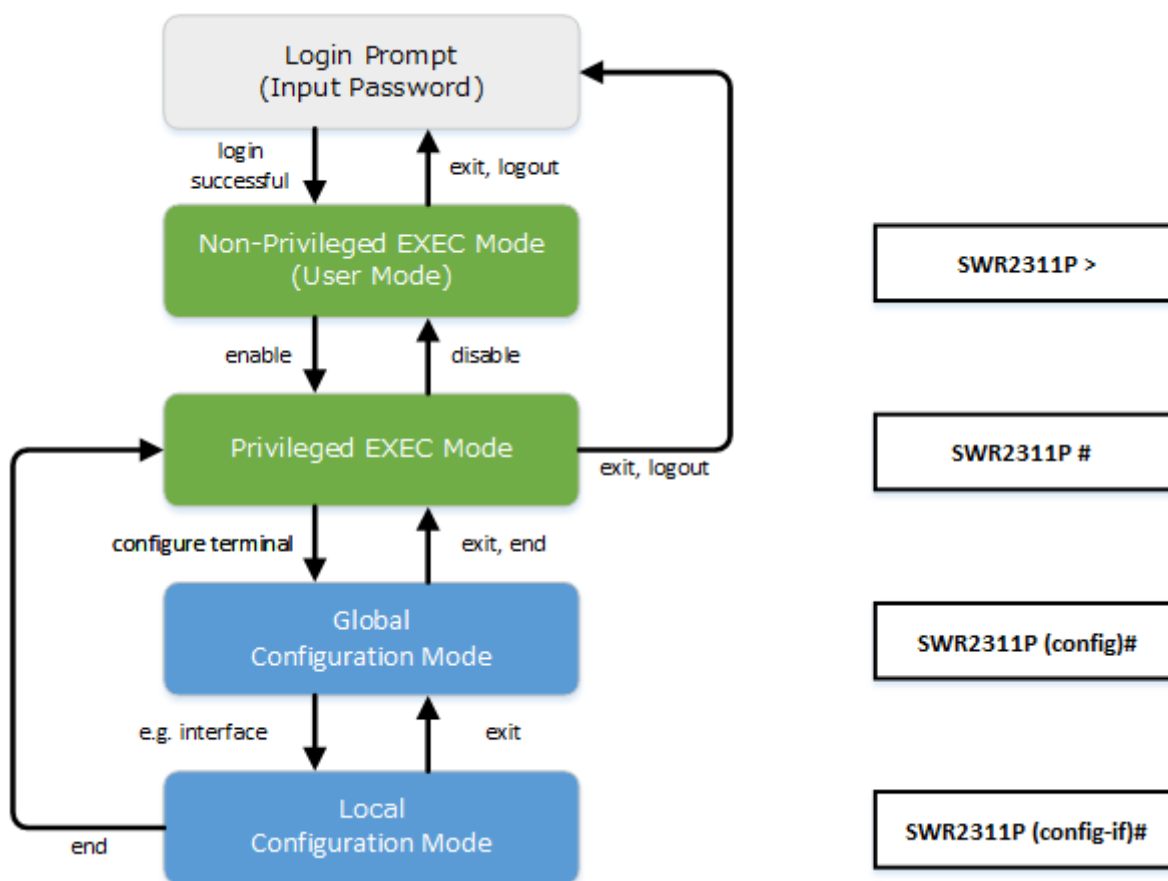 Login Prompt
(Input Password)
login
successful
exit, logout
Non-Privileged EXEC Mode
(User Mode)
SWR2311P >
enable
disable
Privileged EXEC Mode
exit, logout
SWR2311P #
configure terminal
exit, end
Global
Configuration Mode
SWR2311P (config)#
e.g. interface
exit
Local
Configuration Mode
SWR2311P (config-if)#
end